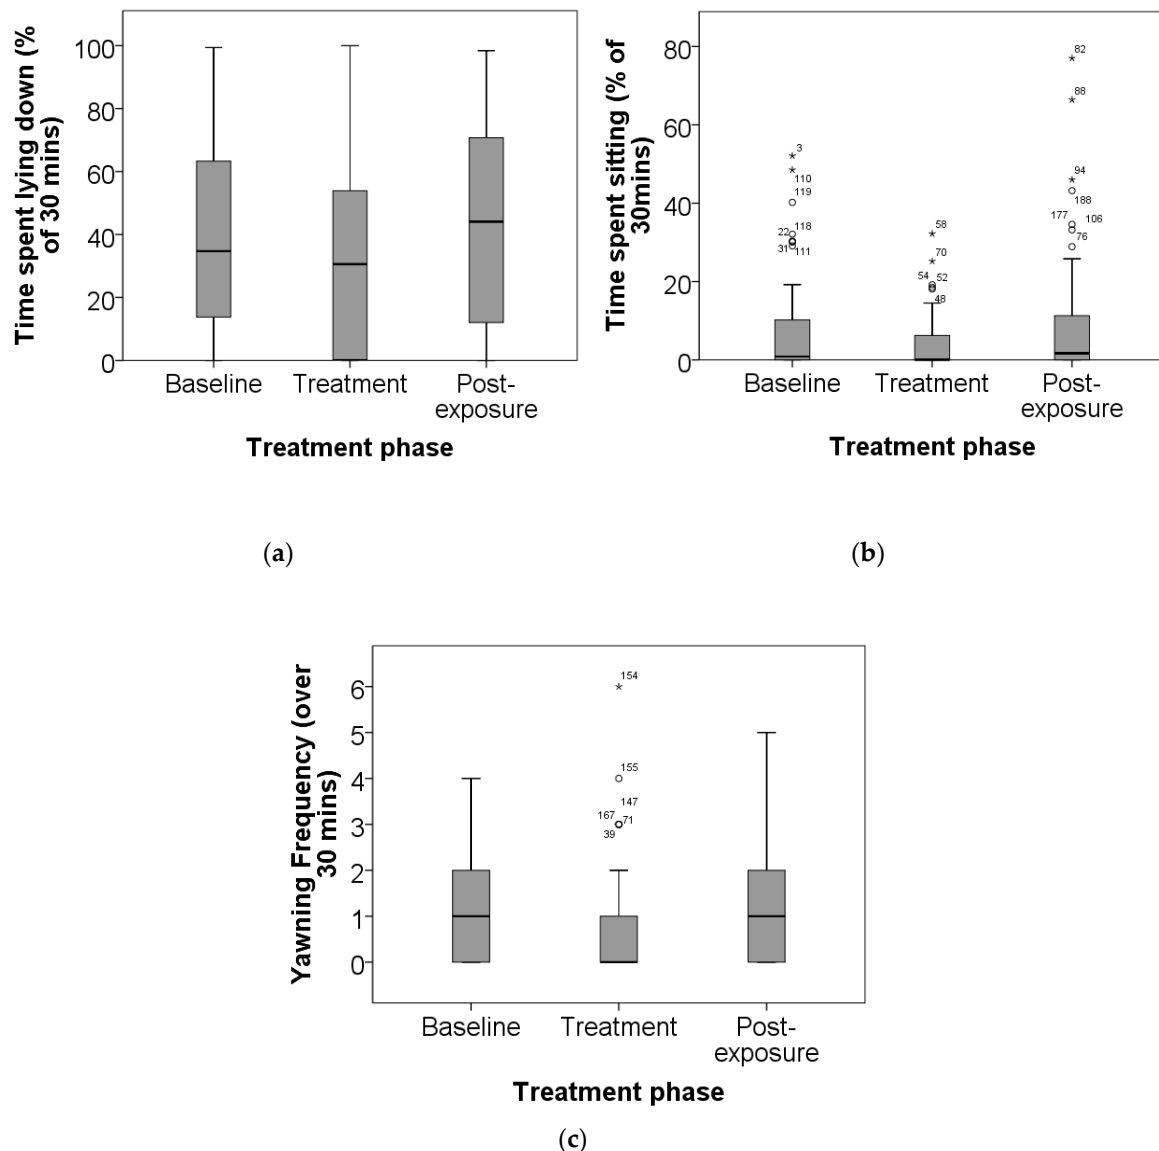 Time spent lying down (%
of 30 mins)
100
80
60
40
20
0
Baseline
Treatment
Post-
exposure
Treatment phase
(a)
Time spent sitting (% of
30mins)
80
60
40
20
0
3
110
119
118
22
31
111
58
70
54
52
48
82
88
94
188
177
106
76
Baseline
Treatment
Post-
exposure
Treatment phase
(b)
Yawning Frequency (over
30 mins)
6
5
4
3
2
1
0
154
155
147
167
71
39
Baseline
Treatment
Post-
exposure
Treatment phase
(c)